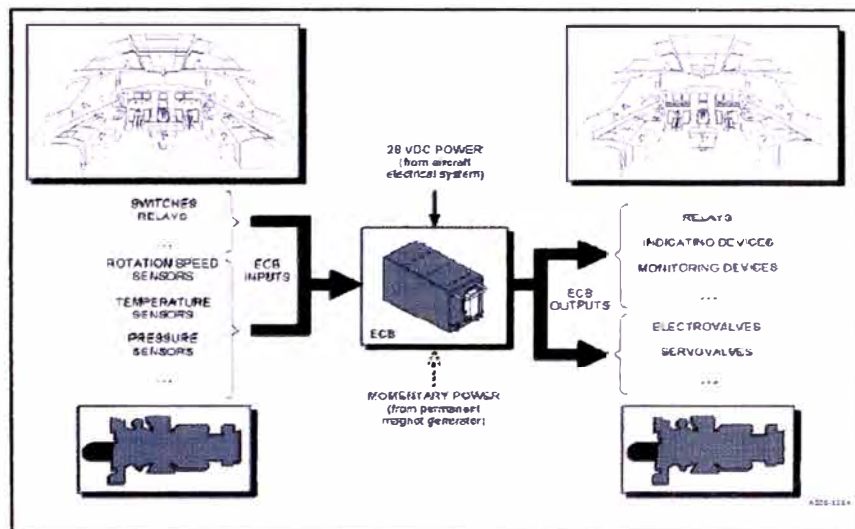 28 VDC POWER
(from aircraft
electrical system)
SWITCHES
RELAYS
...
ROTATION SPEED
SENSORS
TEMPERATURE
SENSORS
PRESSURE
SENSORS
...
ECB
INPUTS
ECB
ECB
OUTPUTS
RELAYS
INDICATING DEVICES
MONITORING DEVICES
...
ELECTROVALVES
SERVOVALVES
...
MOMENTARY POWER
(from permanent
magnet generator)